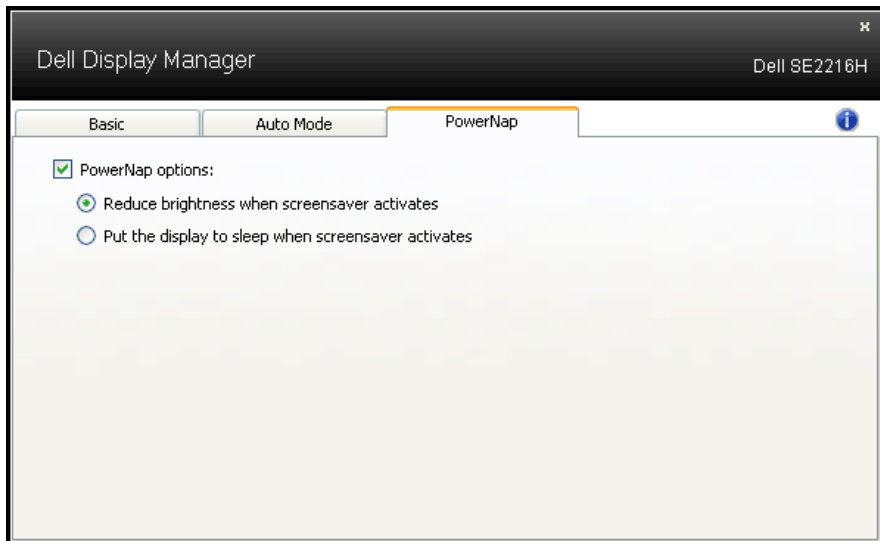 Dell Display Manager
Dell SE2216H
Basic
Auto Mode
PowerNap
PowerNap options:
Reduce brightness when screensaver activates
Put the display to sleep when screensaver activates